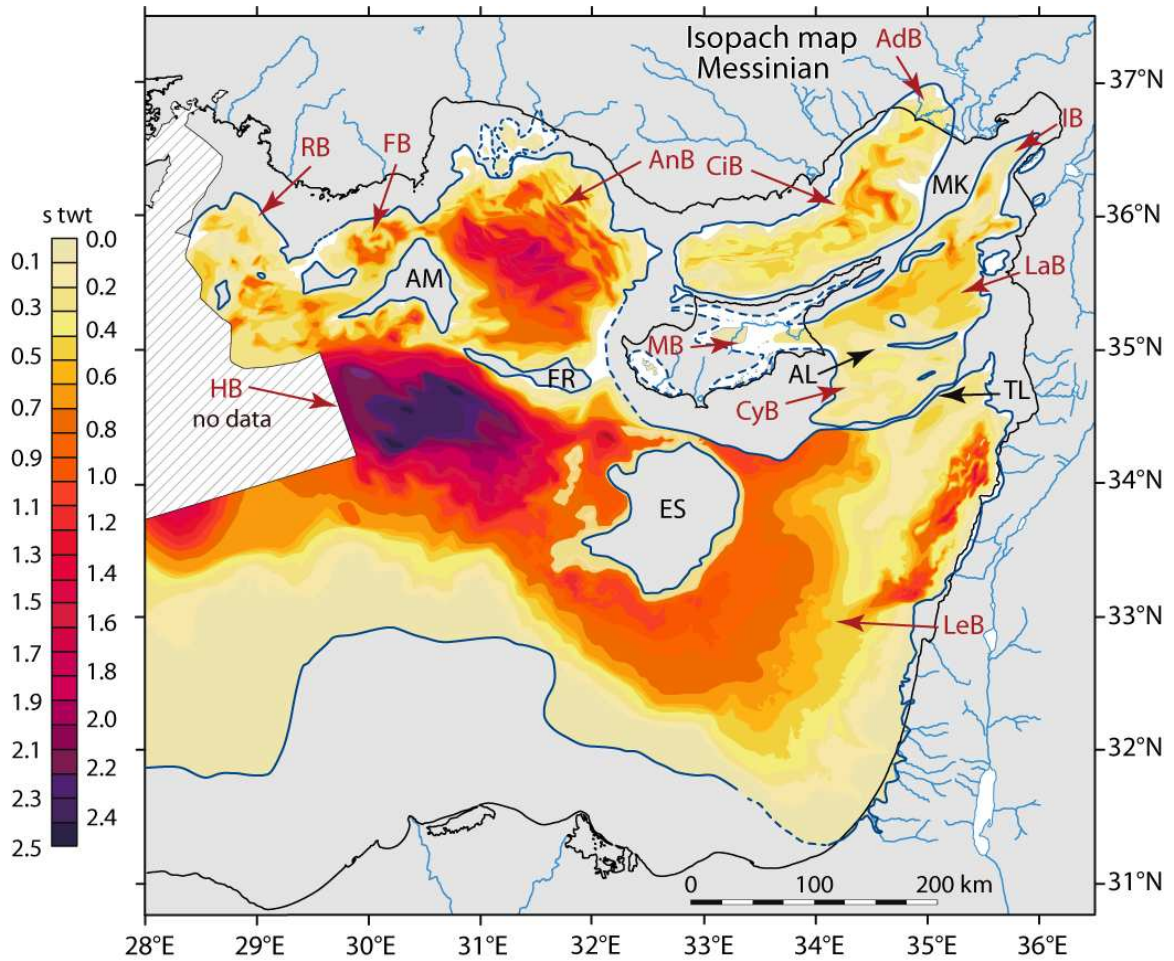 Isopach map
Messinian
AdB
IB
RB
FB
AnB
CiB
MK
LaB
AM
MB
AL
TL
HB
no data
FR
CyB
ES
LeB
s twt
0.0
0.1
0.2
0.3
0.4
0.5
0.6
0.7
0.8
0.9
1.0
1.1
1.2
1.3
1.4
1.5
1.6
1.7
1.8
1.9
2.0
2.1
2.2
2.3
2.4
2.5
37°N
36°N
35°N
34°N
33°N
32°N
31°N
0 100 200 km
28°E 29°E 30°E 31°E 32°E 33°E 34°E 35°E 36°E